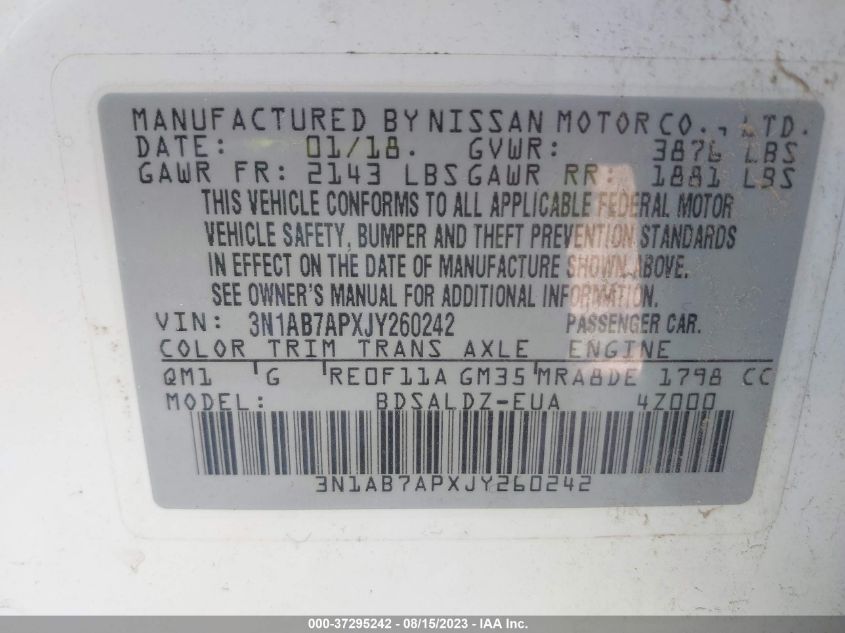 MANUFACTURED BY NISSAN MOTOR CO., LTD.
DATE: 01/18. GVWR: 3876 LBS
GAWR FR: 2143 LBS GAWR RR: 1881 LBS
THIS VEHICLE CONFORMS TO ALL APPLICABLE FEDERAL MOTOR
VEHICLE SAFETY, BUMPER AND THEFT PREVENTION STANDARDS
IN EFFECT ON THE DATE OF MANUFACTURE SHOWN ABOVE.
SEE OWNER'S MANUAL FOR ADDITIONAL INFORMATION.
VIN: 3N1AB7APXJY260242 PASSENGER CAR.
COLOR TRIM TRANS AXLE ENGINE
QM1 G RE0F11A GM35 MRA8DE 1798 CC
MODEL: BDSALDZ-EUA 4Z000
3N1AB7APXJY260242
000-37295242 - 08/15/2023 - IAA Inc.